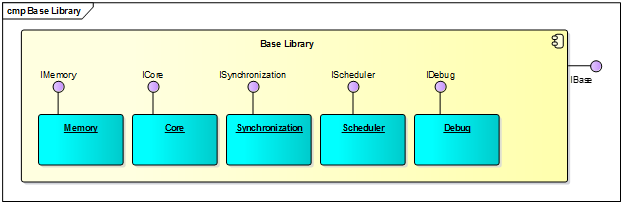 cmp Base Library
Base Library
IMemory
ICore
ISynchronization
IScheduler
IDebug
IBase
Memory
Core
Synchronization
Scheduler
Debug